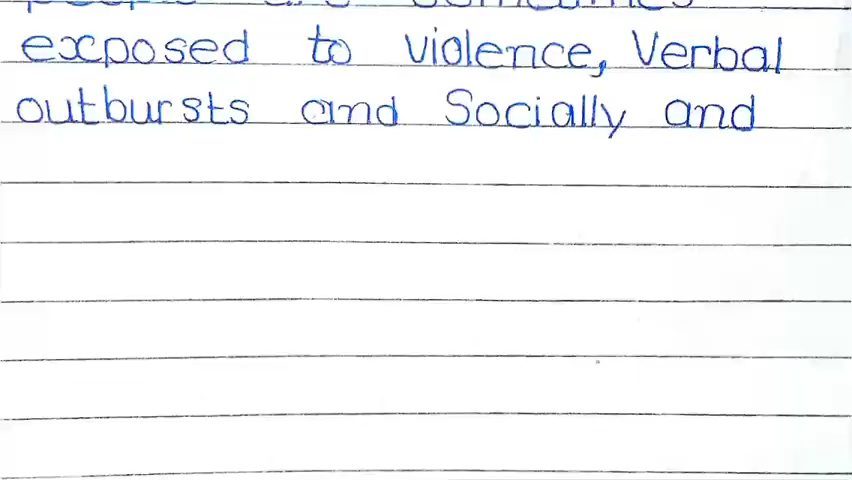 exposed to violence, Verbal
outbursts and Socially and